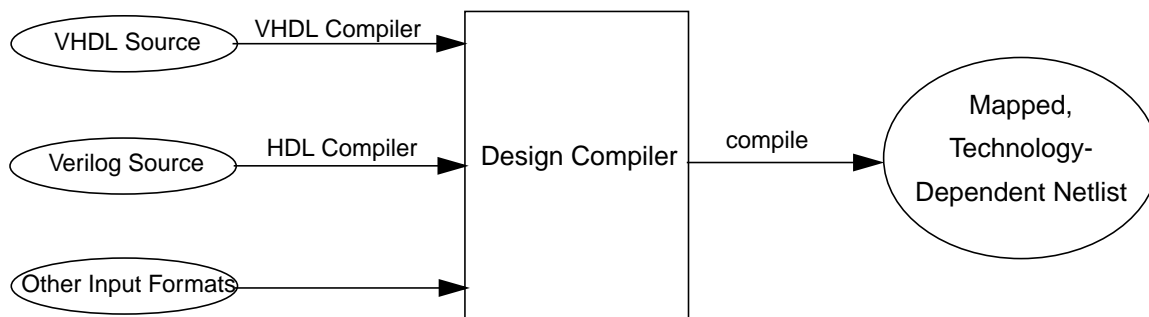 VHDL Source
VHDL Compiler
Verilog Source
HDL Compiler
Other Input Formats
Design Compiler
compile
Mapped,
Technology-
Dependent Netlist